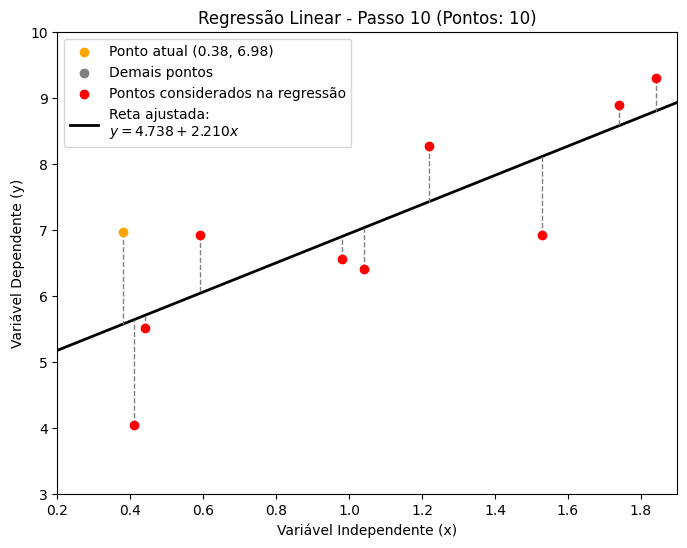 Regressão Linear - Passo 10 (Pontos: 10)
Ponto atual (0.38, 6.98)
Demais pontos
Pontos considerados na regressão
Reta ajustada:
y = 4.738 + 2.210x
10
9
8
7
6
5
4
3
Variável Dependente (y)
0.2 0.4 0.6 0.8 1.0 1.2 1.4 1.6 1.8
Variável Independente (x)